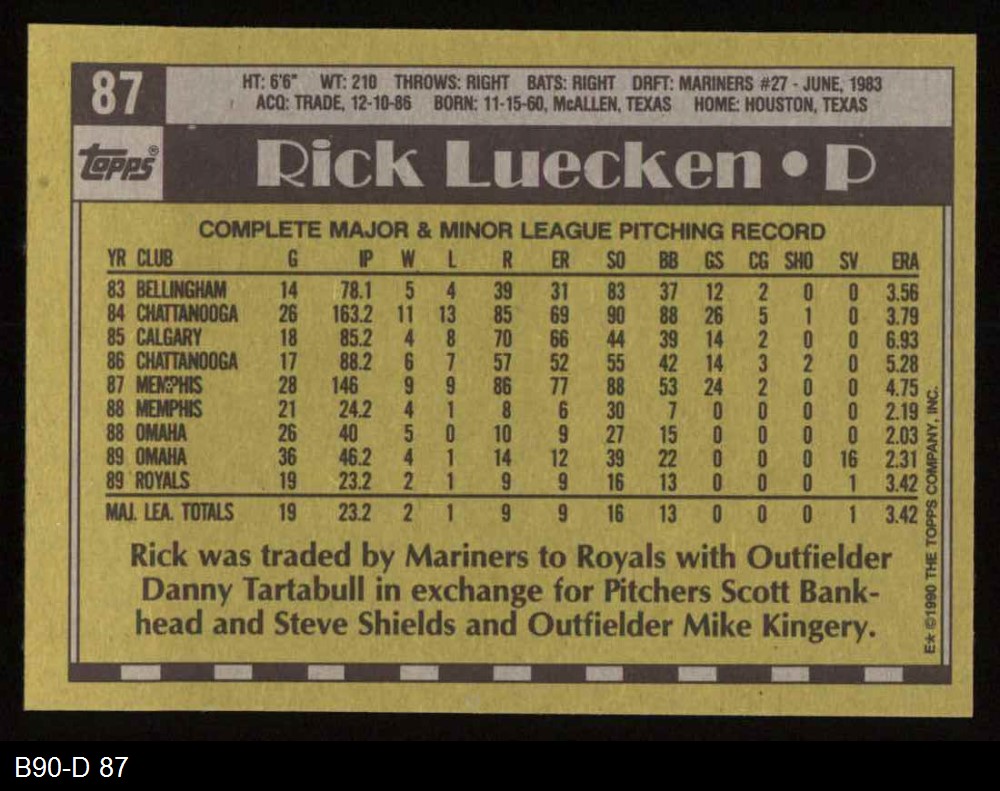 87
HT: 6'6" WT: 210 THROWS: RIGHT BATS: RIGHT DRFT: MARINERS #27 - JUNE, 1983
ACQ: TRADE, 12-10-86 BORN: 11-15-60, McALLEN, TEXAS HOME: HOUSTON, TEXAS
topps®
Rick Luecken • P
COMPLETE MAJOR & MINOR LEAGUE PITCHING RECORD
YR CLUB G IP W L R ER SO BB GS CG SHO SV ERA
83 BELLINGHAM 14 78.1 5 4 39 31 83 37 12 2 0 0 3.56
84 CHATTANOOGA 26 163.2 11 13 85 69 90 88 26 5 1 0 3.79
85 CALGARY 18 85.2 4 8 70 66 44 39 14 2 0 0 6.93
86 CHATTANOOGA 17 88.2 6 7 57 52 55 42 14 3 2 0 5.28
87 MEMPHIS 28 146 9 9 86 77 88 53 24 2 0 0 4.75
88 MEMPHIS 21 24.2 4 1 8 6 30 7 0 0 0 0 2.19
88 OMAHA 26 40 5 0 10 9 27 15 0 0 0 0 2.03
89 OMAHA 36 46.2 4 1 14 12 39 22 0 0 0 16 2.31
89 ROYALS 19 23.2 2 1 9 9 16 13 0 0 0 1 3.42
MAJ. LEA. TOTALS 19 23.2 2 1 9 9 16 13 0 0 0 1 3.42
Rick was traded by Mariners to Royals with Outfielder
Danny Tartabull in exchange for Pitchers Scott Bank-
head and Steve Shields and Outfielder Mike Kingery.
E* ©1990 THE TOPPS COMPANY, INC.
B90-D 87